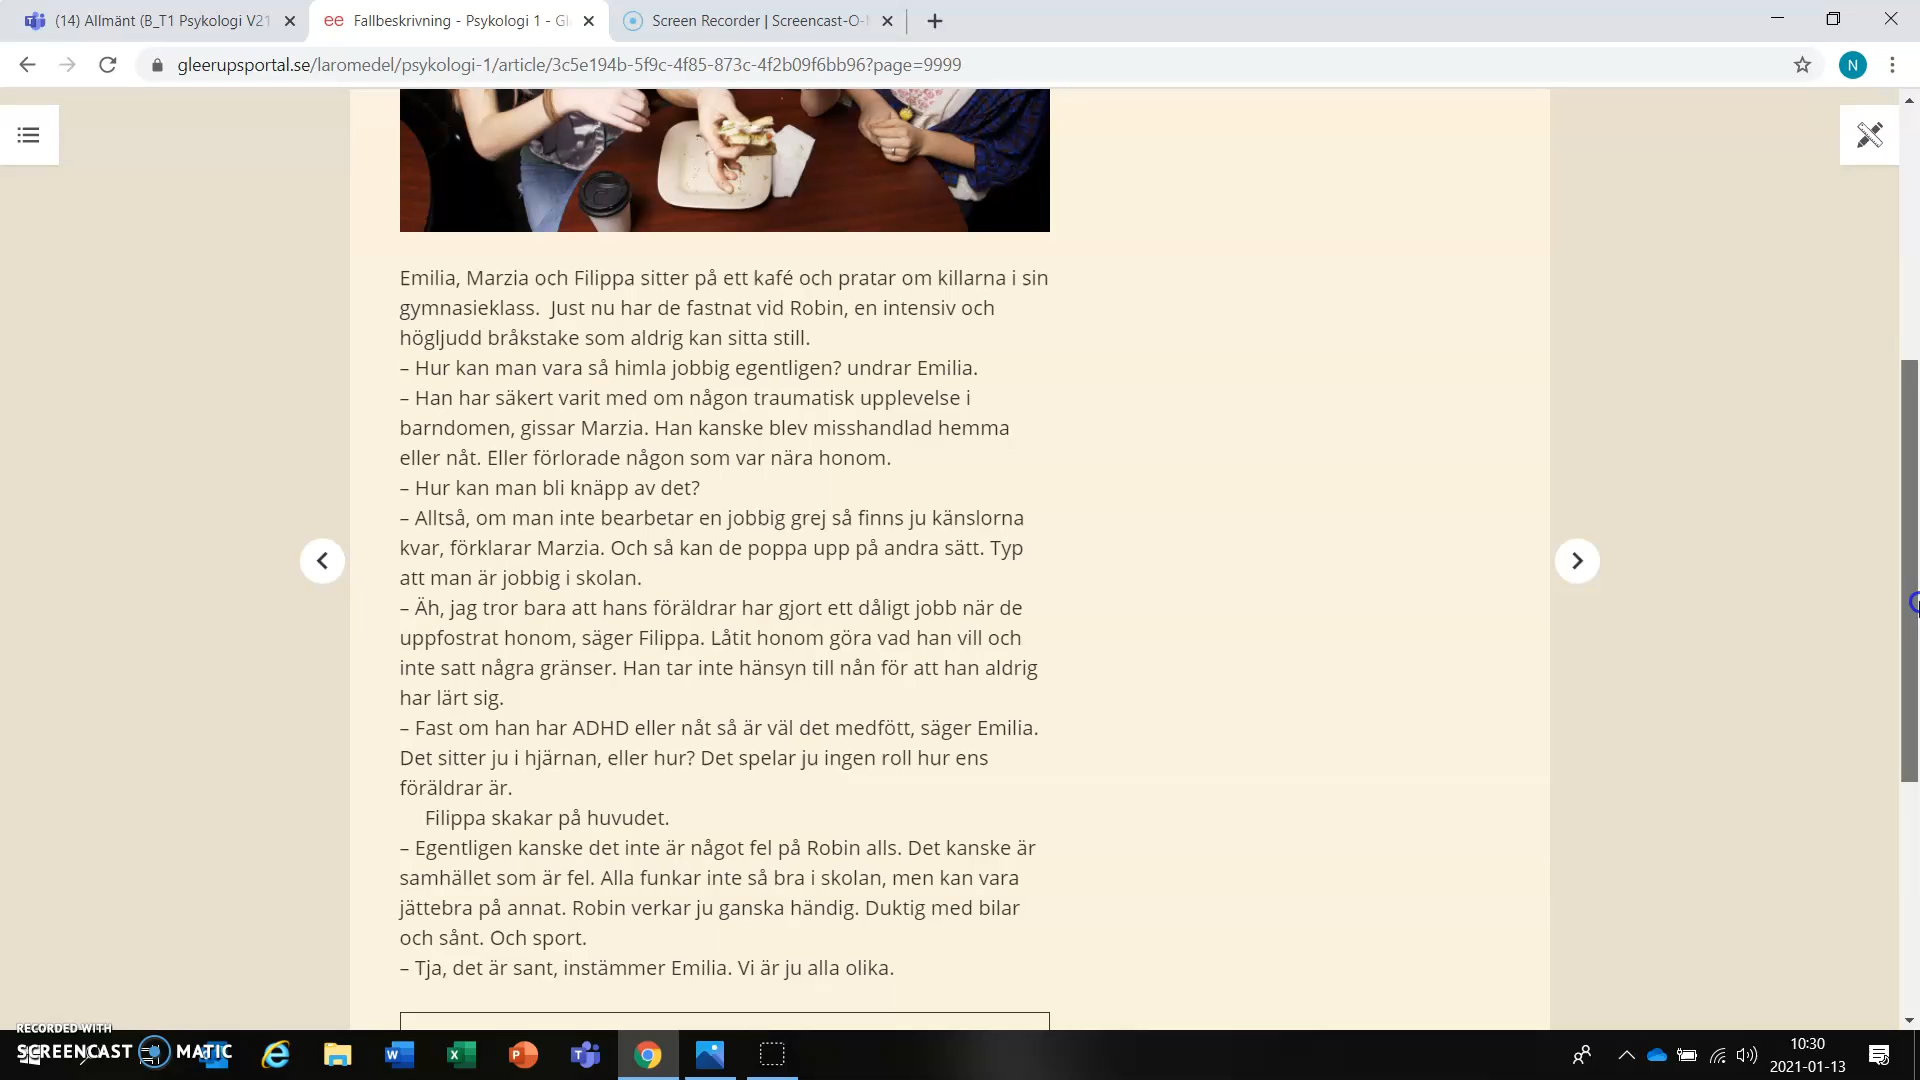 (14) Allmänt (B_T1 Psykologi V21
ee Fallbeskrivning - Psykologi 1 - Gl
Screen Recorder | Screencast-O-
gleerupsportal.se/laromedel/psykologi-1/article/3c5e194b-5f9c-4f85-873c-4f2b09f6bb96?page=9999
N
Emilia, Marzia och Filippa sitter på ett kafé och pratar om killarna i sin
gymnasieklass.  Just nu har de fastnat vid Robin, en intensiv och
högljudd bråkstake som aldrig kan sitta still.
– Hur kan man vara så himla jobbig egentligen? undrar Emilia.
– Han har säkert varit med om någon traumatisk upplevelse i
barndomen, gissar Marzia. Han kanske blev misshandlad hemma
eller nåt. Eller förlorade någon som var nära honom.
– Hur kan man bli knäpp av det?
– Alltså, om man inte bearbetar en jobbig grej så finns ju känslorna
kvar, förklarar Marzia. Och så kan de poppa upp på andra sätt. Typ
att man är jobbig i skolan.
– Äh, jag tror bara att hans föräldrar har gjort ett dåligt jobb när de
uppfostrat honom, säger Filippa. Låtit honom göra vad han vill och
inte satt några gränser. Han tar inte hänsyn till nån för att han aldrig
har lärt sig.
– Fast om han har ADHD eller nåt så är väl det medfött, säger Emilia.
Det sitter ju i hjärnan, eller hur? Det spelar ju ingen roll hur ens
föräldrar är.
Filippa skakar på huvudet.
– Egentligen kanske det inte är något fel på Robin alls. Det kanske är
samhället som är fel. Alla funkar inte så bra i skolan, men kan vara
jättebra på annat. Robin verkar ju ganska händig. Duktig med bilar
och sånt. Och sport.
– Tja, det är sant, instämmer Emilia. Vi är ju alla olika.
RECORDED WITH
SCREENCAST MATIC
10:30
2021-01-13